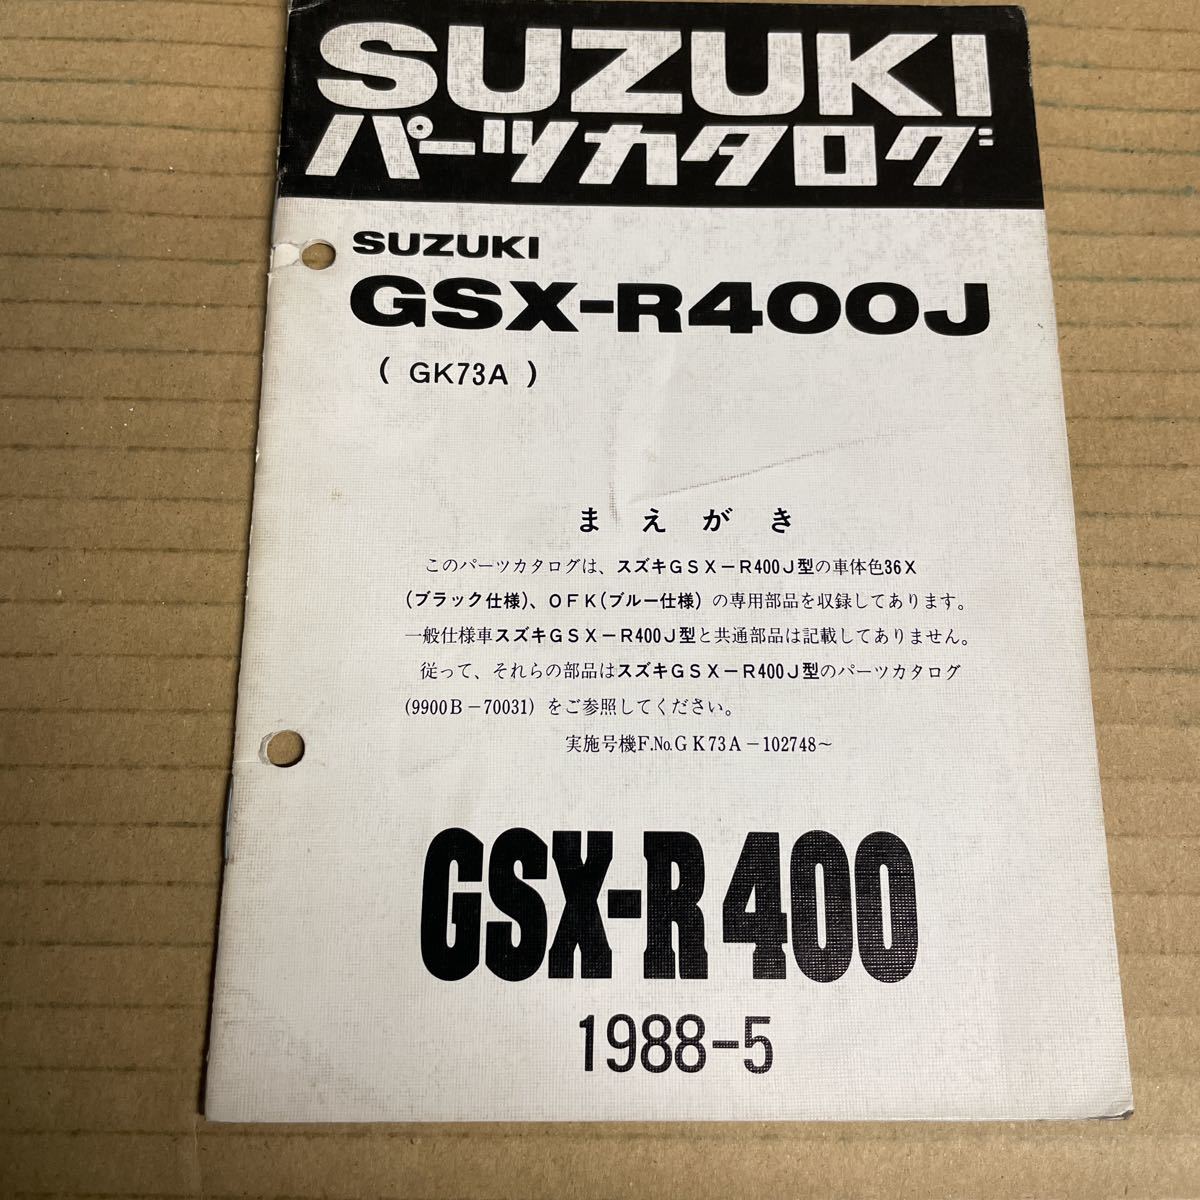 SUZUKI
パーツカタログ
SUZUKI
GSX-R400J
( GK73A )
まえがき
このパーツカタログは、スズキGSX-R400J型の車体色36X
(ブラック仕様)、OFK(ブルー仕様)の専用部品を収録してあります。
一般仕様車スズキGSX-R400J型と共通部品は記載してありません。
従って、それらの部品はスズキGSX-R400J型のパーツカタログ
(9900B-70031)をご参照してください。
実施号機F.No.GK73A-102748~
GSX-R400
1988-5